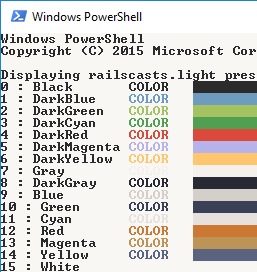 Windows PowerShell
Windows PowerShell
Copyright (C) 2015 Microsoft Cor
Displaying railscasts.light pres
0 : Black COLOR
1 : DarkBlue COLOR
2 : DarkGreen COLOR
3 : DarkCyan COLOR
4 : DarkRed COLOR
5 : DarkMagenta COLOR
6 : DarkYellow COLOR
7 : Gray COLOR
8 : DarkGray COLOR
9 : Blue COLOR
10 : Green COLOR
11 : Cyan COLOR
12 : Red COLOR
13 : Magenta COLOR
14 : Yellow COLOR
15 : White